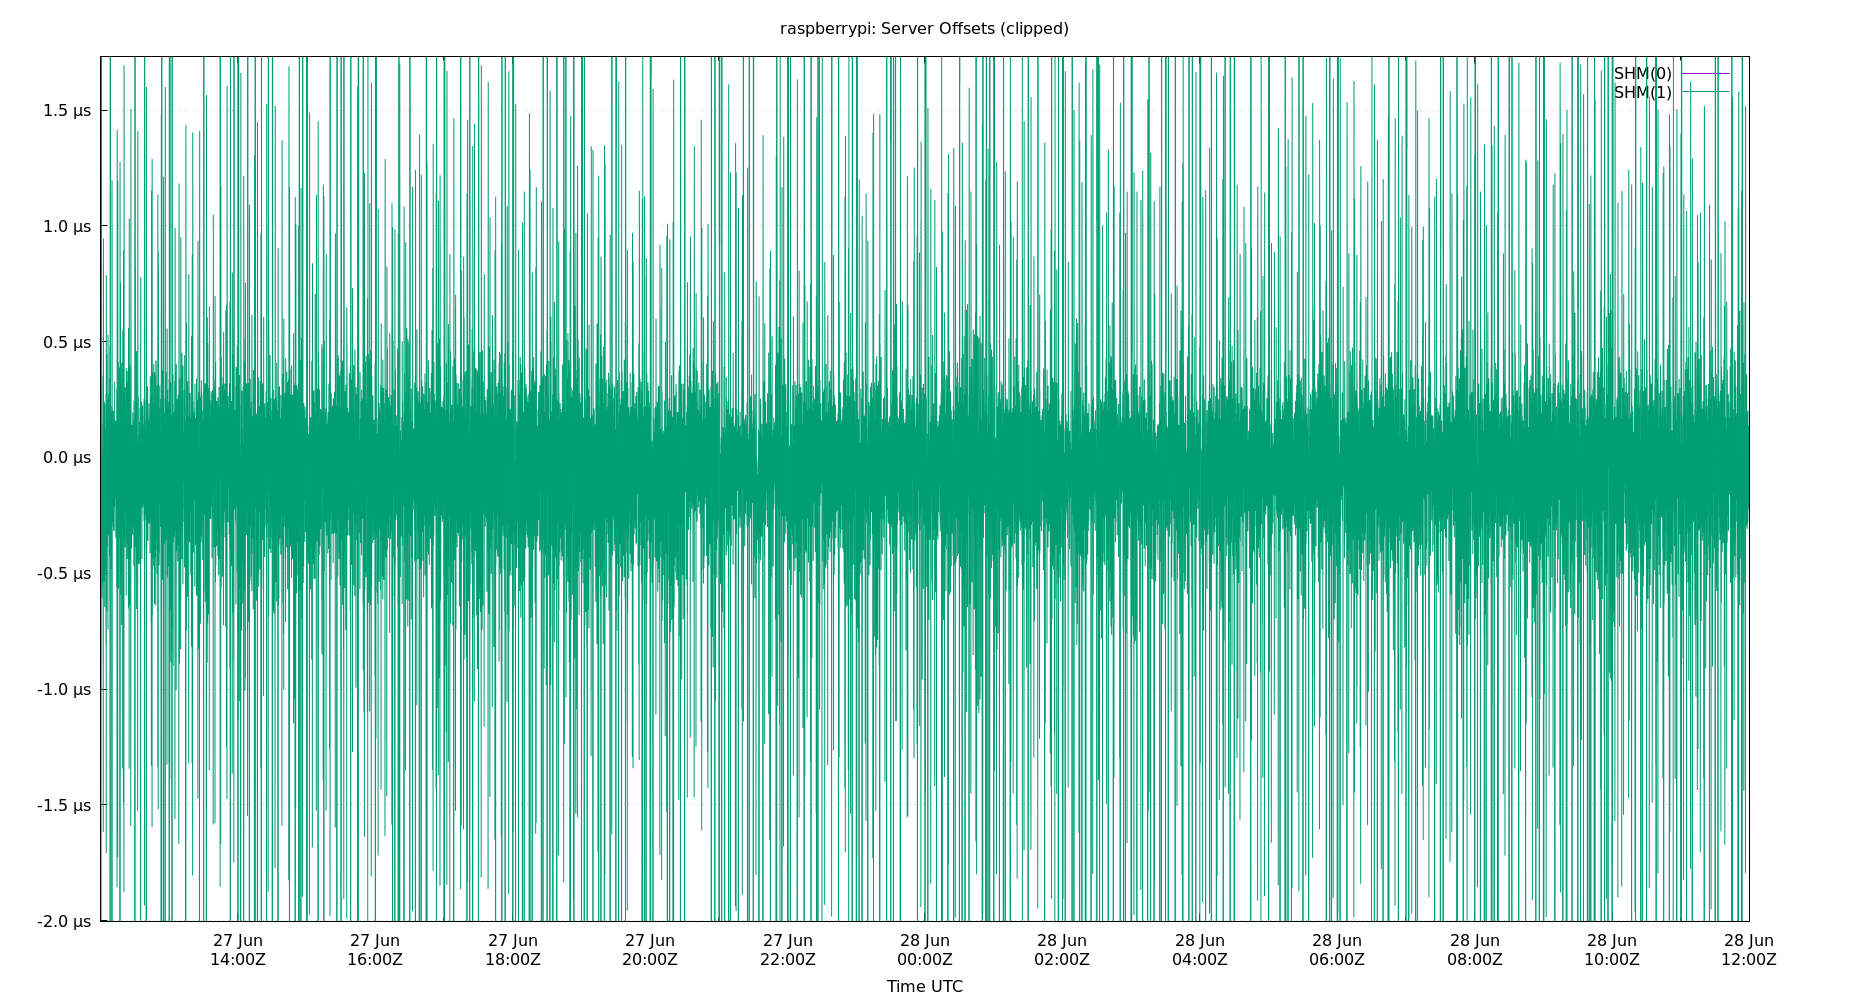 raspberrypi: Server Offsets (clipped)
SHM(0)
SHM(1)
1.5 µs
1.0 µs
0.5 µs
0.0 µs
-0.5 µs
-1.0 µs
-1.5 µs
-2.0 µs
27 Jun 27 Jun 27 Jun 27 Jun 27 Jun 28 Jun 28 Jun 28 Jun 28 Jun 28 Jun 28 Jun 28 Jun
14:00Z 16:00Z 18:00Z 20:00Z 22:00Z 00:00Z 02:00Z 04:00Z 06:00Z 08:00Z 10:00Z 12:00Z
Time UTC